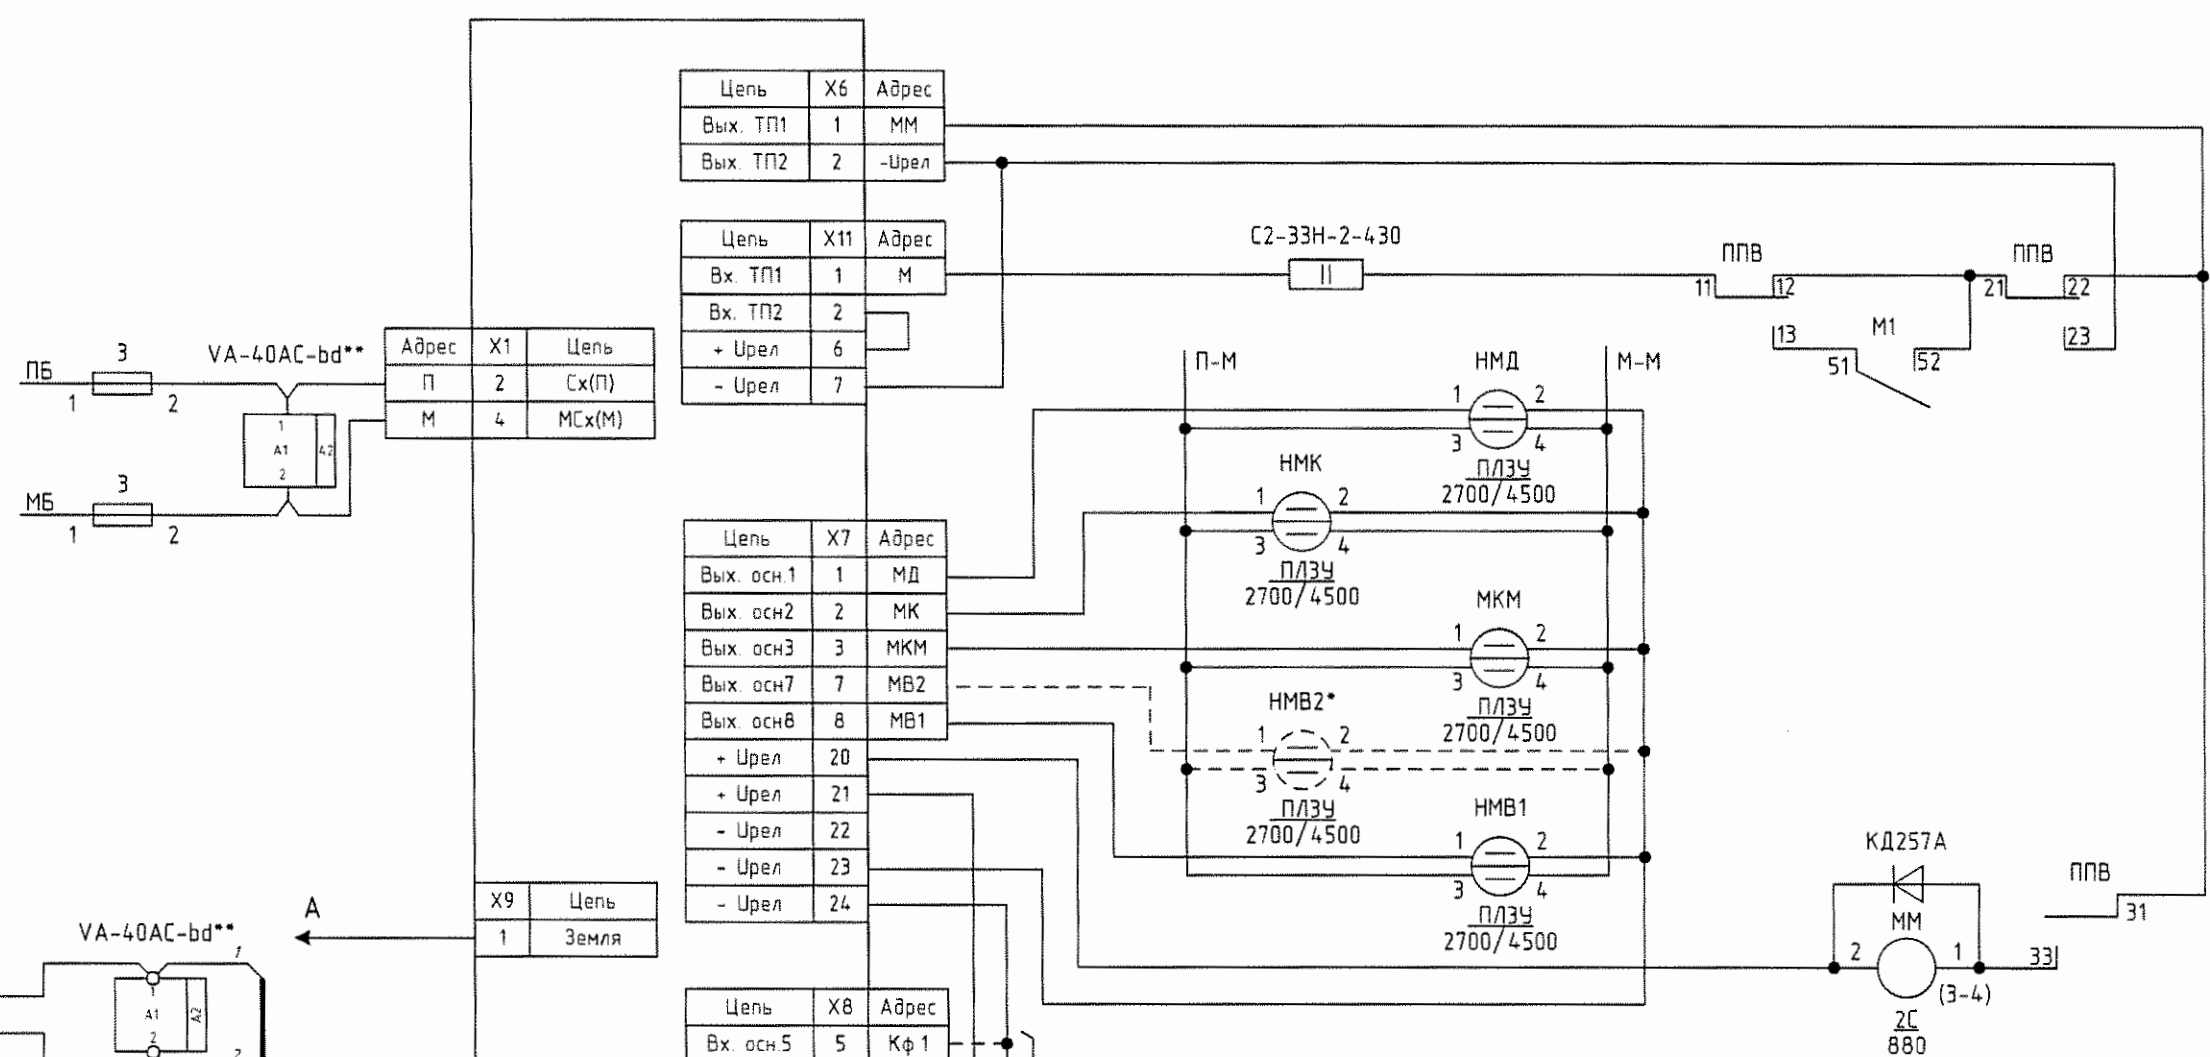 Цепь X6 Адрес
Вых. ТП1 1 ММ
Вых. ТП2 2 -Uрел
Цепь X11 Адрес
Вх. ТП1 1 М
Вх. ТП2 2
+ Uрел 6
- Uрел 7
С2-33Н-2-430
ППВ
11 12
13
М1
51 52
ППВ
21 22
23
ПБ
1 3 2
VA-40AC-bd**
1
A1 A2
2
МБ
1 3 2
Адрес X1 Цепь
П 2 Сх(П)
М 4 МСх(М)
П-М
М-М
НМД
1 2
3 4
ПЛЗУ
2700/4500
НМК
1 2
3 4
ПЛЗУ
2700/4500
МКМ
1 2
3 4
ПЛЗУ
2700/4500
НМВ2*
1 2
3 4
ПЛЗУ
2700/4500
НМВ1
1 2
3 4
ПЛЗУ
2700/4500
Цепь X7 Адрес
Вых. осн.1 1 МД
Вых. осн2 2 МК
Вых. осн3 3 МКМ
Вых. осн7 7 МВ2
Вых. осн8 8 МВ1
+ Uрел 20
+ Uрел 21
- Uрел 22
- Uрел 23
- Uрел 24
КД257А
ММ
2 1
(3-4)
2С
880
ППВ
31
33
X9 Цепь
1 Земля
А
VA-40AC-bd**
1
1
A1 A2
2
2
Цепь X8 Адрес
Вх. осн.5 5 Кф1